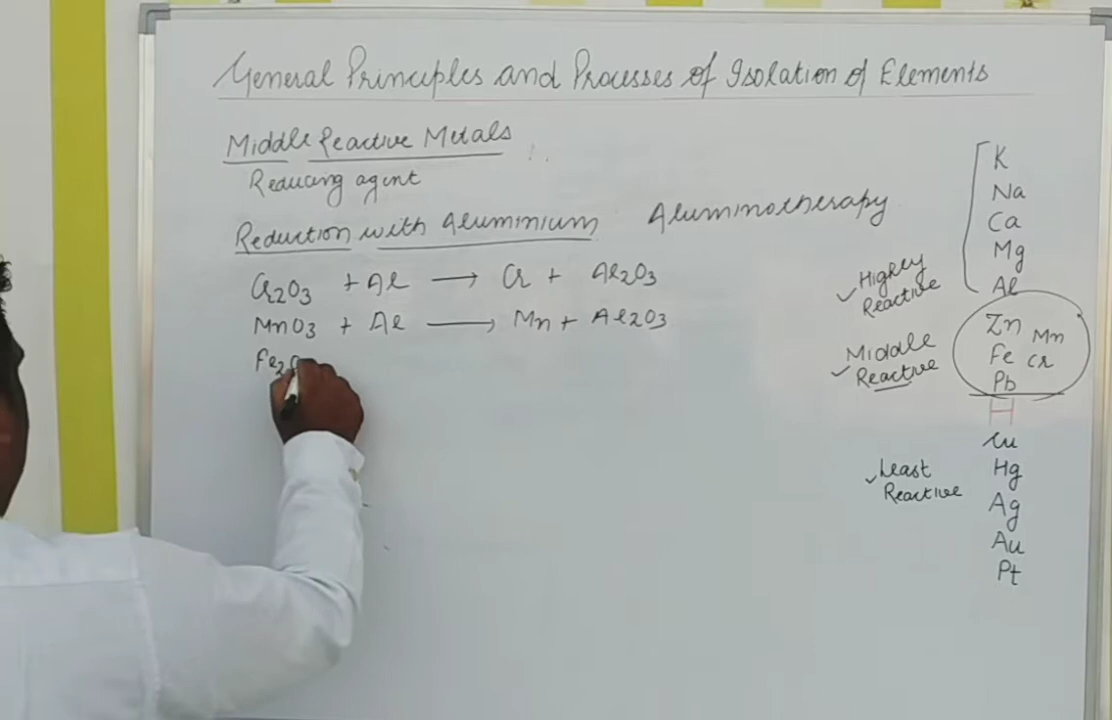 General Principles and Processes of Isolation of Elements
Middle Reactive Metals
Reducing agent
Reduction with Aluminium Aluminotherapy
Cr2O3 + Al ⟶ Cr + Al2O3
MnO3 + Al ⟶ Mn + Al2O3
Fe2
K
Na
Ca
Mg
Al
✓ Highly
Reactive
Zn Mn
Fe Cr
Pb
✓ Middle
Reactive
H
Cu
Hg
Ag
Au
Pt
✓ Least
Reactive